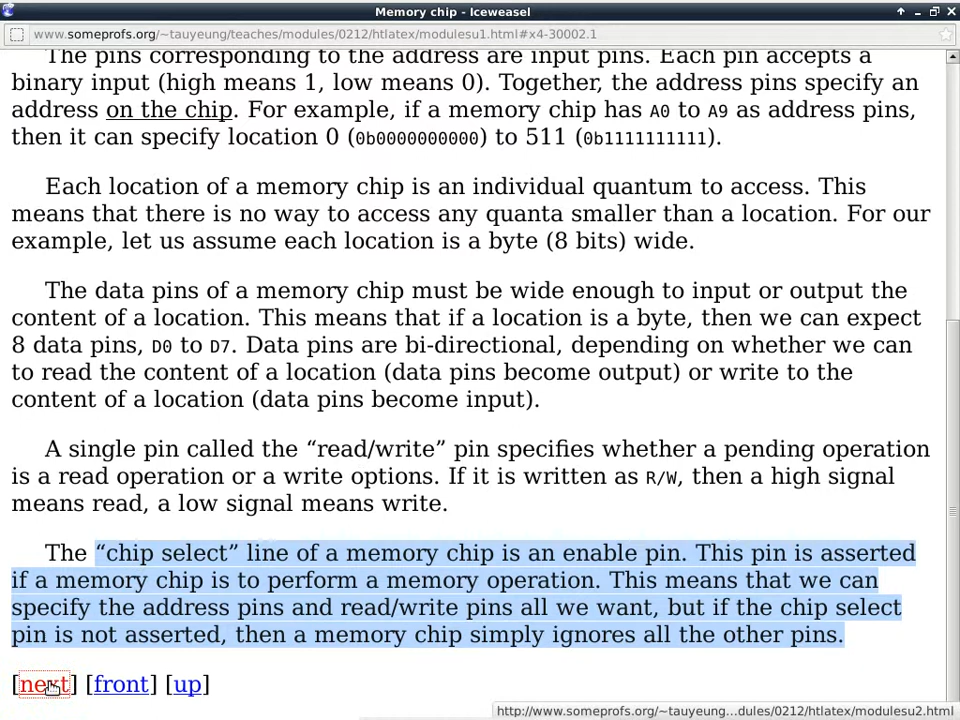 Memory chip - Iceweasel
www.someprofs.org/~tauyeung/teaches/modules/0212/htlatex/modulesu1.html#x4-30002.1
The pins corresponding to the address are input pins. Each pin accepts a
binary input (high means 1, low means 0). Together, the address pins specify an
address on the chip. For example, if a memory chip has A0 to A9 as address pins,
then it can specify location 0 (0b0000000000) to 511 (0b1111111111).
Each location of a memory chip is an individual quantum to access. This
means that there is no way to access any quanta smaller than a location. For our
example, let us assume each location is a byte (8 bits) wide.
The data pins of a memory chip must be wide enough to input or output the
content of a location. This means that if a location is a byte, then we can expect
8 data pins, D0 to D7. Data pins are bi-directional, depending on whether we can
to read the content of a location (data pins become output) or write to the
content of a location (data pins become input).
A single pin called the “read/write” pin specifies whether a pending operation
is a read operation or a write options. If it is written as R/W, then a high signal
means read, a low signal means write.
The “chip select” line of a memory chip is an enable pin. This pin is asserted
if a memory chip is to perform a memory operation. This means that we can
specify the address pins and read/write pins all we want, but if the chip select
pin is not asserted, then a memory chip simply ignores all the other pins.
[next] [front] [up]
http://www.someprofs.org/~tauyeung...dules/0212/htlatex/modulesu2.html